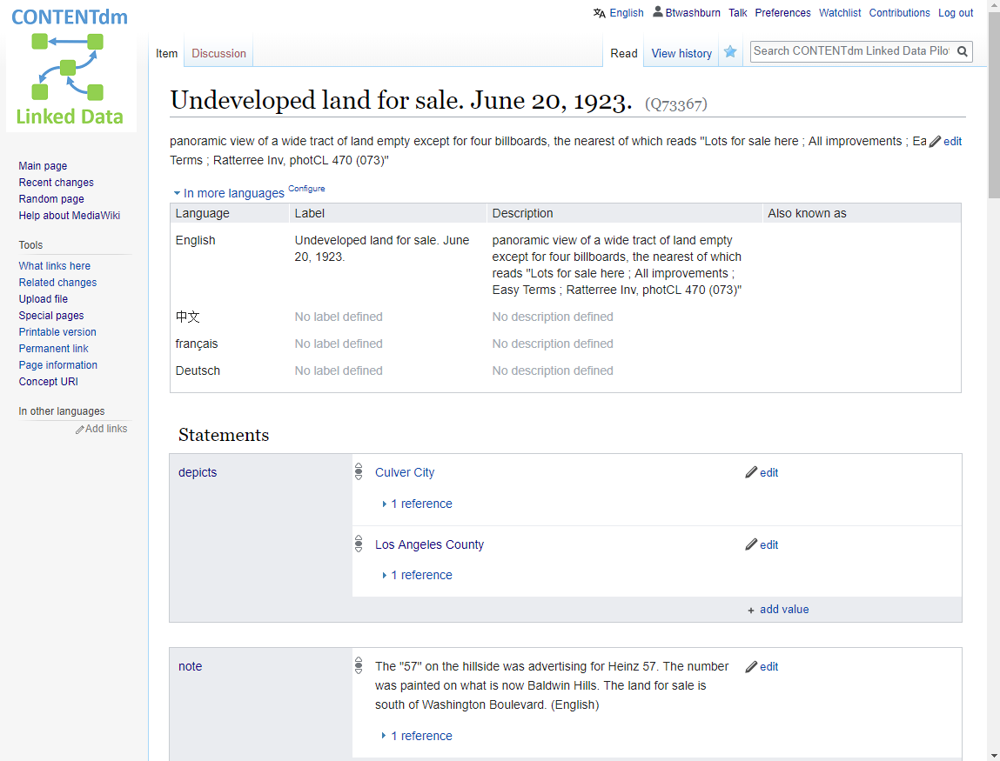 CONTENTdm
Linked Data
English Btwashburn Talk Preferences Watchlist Contributions Log out
Item Discussion Read View history Search CONTENTdm Linked Data Pilo
Undeveloped land for sale. June 20, 1923. (Q73367)
panoramic view of a wide tract of land empty except for four billboards, the nearest of which reads "Lots for sale here ; All improvements ; Ea edit
Terms ; Ratterree Inv, photCL 470 (073)"
In more languages Configure
Language Label Description Also known as
English Undeveloped land for sale. June panoramic view of a wide tract of land empty
20, 1923. except for four billboards, the nearest of which
reads "Lots for sale here ; All improvements ;
Easy Terms ; Ratterree Inv, photCL 470 (073)"
中文 No label defined No description defined
français No label defined No description defined
Deutsch No label defined No description defined
Main page
Recent changes
Random page
Help about MediaWiki
Tools
What links here
Related changes
Upload file
Special pages
Printable version
Permanent link
Page information
Concept URI
In other languages
Add links
Statements
depicts Culver City edit
1 reference
Los Angeles County edit
1 reference
+ add value
note The "57" on the hillside was advertising for Heinz 57. The number edit
was painted on what is now Baldwin Hills. The land for sale is
south of Washington Boulevard. (English)
1 reference